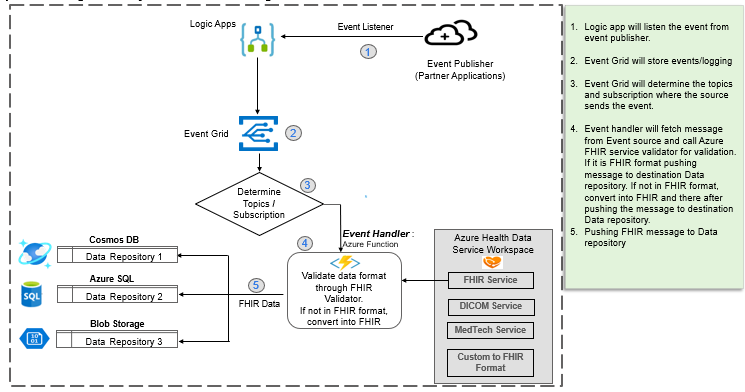 Logic Apps
Event Listener
1
Event Publisher
(Partner Applications)
Event Grid
2
3
Determine
Topics /
Subscription
Event Handler :
Azure Function
4
Validate data format
through FHIR
Validator.
If not in FHIR format,
convert into FHIR
5
FHIR Data
Cosmos DB
Data Repository 1
Azure SQL
SQL
Data Repository 2
Blob Storage
10
01
Data Repository 3
Azure Health Data
Service Workspace
FHIR Service
DICOM Service
MedTech Service
Custom to FHIR
Format
1. Logic app will listen the event from
event publisher.
2. Event Grid will store events/logging
3. Event Grid will determine the topics
and subscription where the source
sends the event.
4. Event handler will fetch message
from Event source and call Azure
FHIR service validator for validation.
If it is FHIR format pushing
message to destination Data
repository. If not in FHIR format,
convert into FHIR and there after
pushing the message to destination
Data repository.
5. Pushing FHIR message to Data
repository